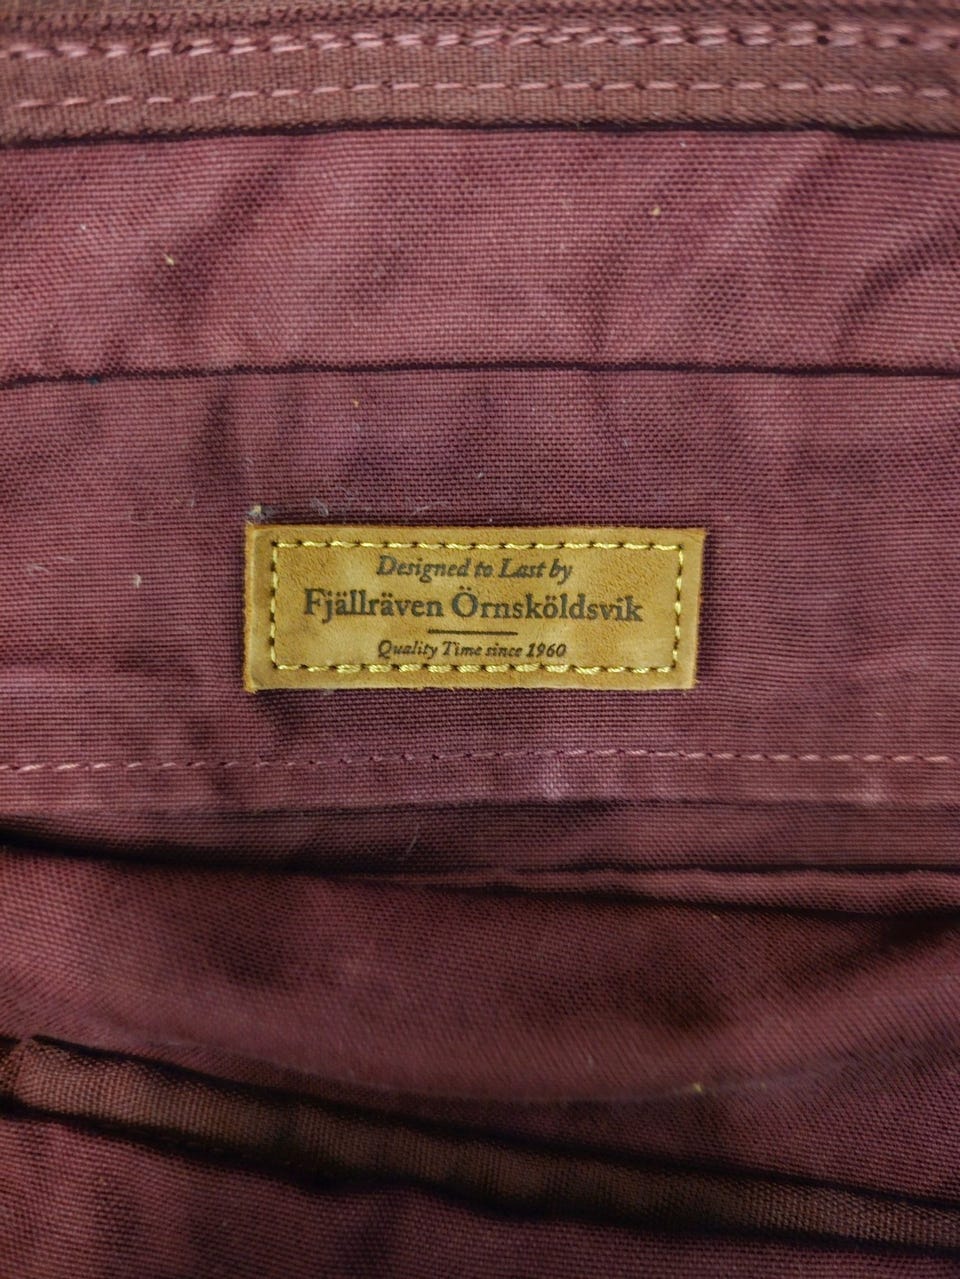 Designed to Last by
Fjällräven Örnsköldsvik
Quality Time since 1960